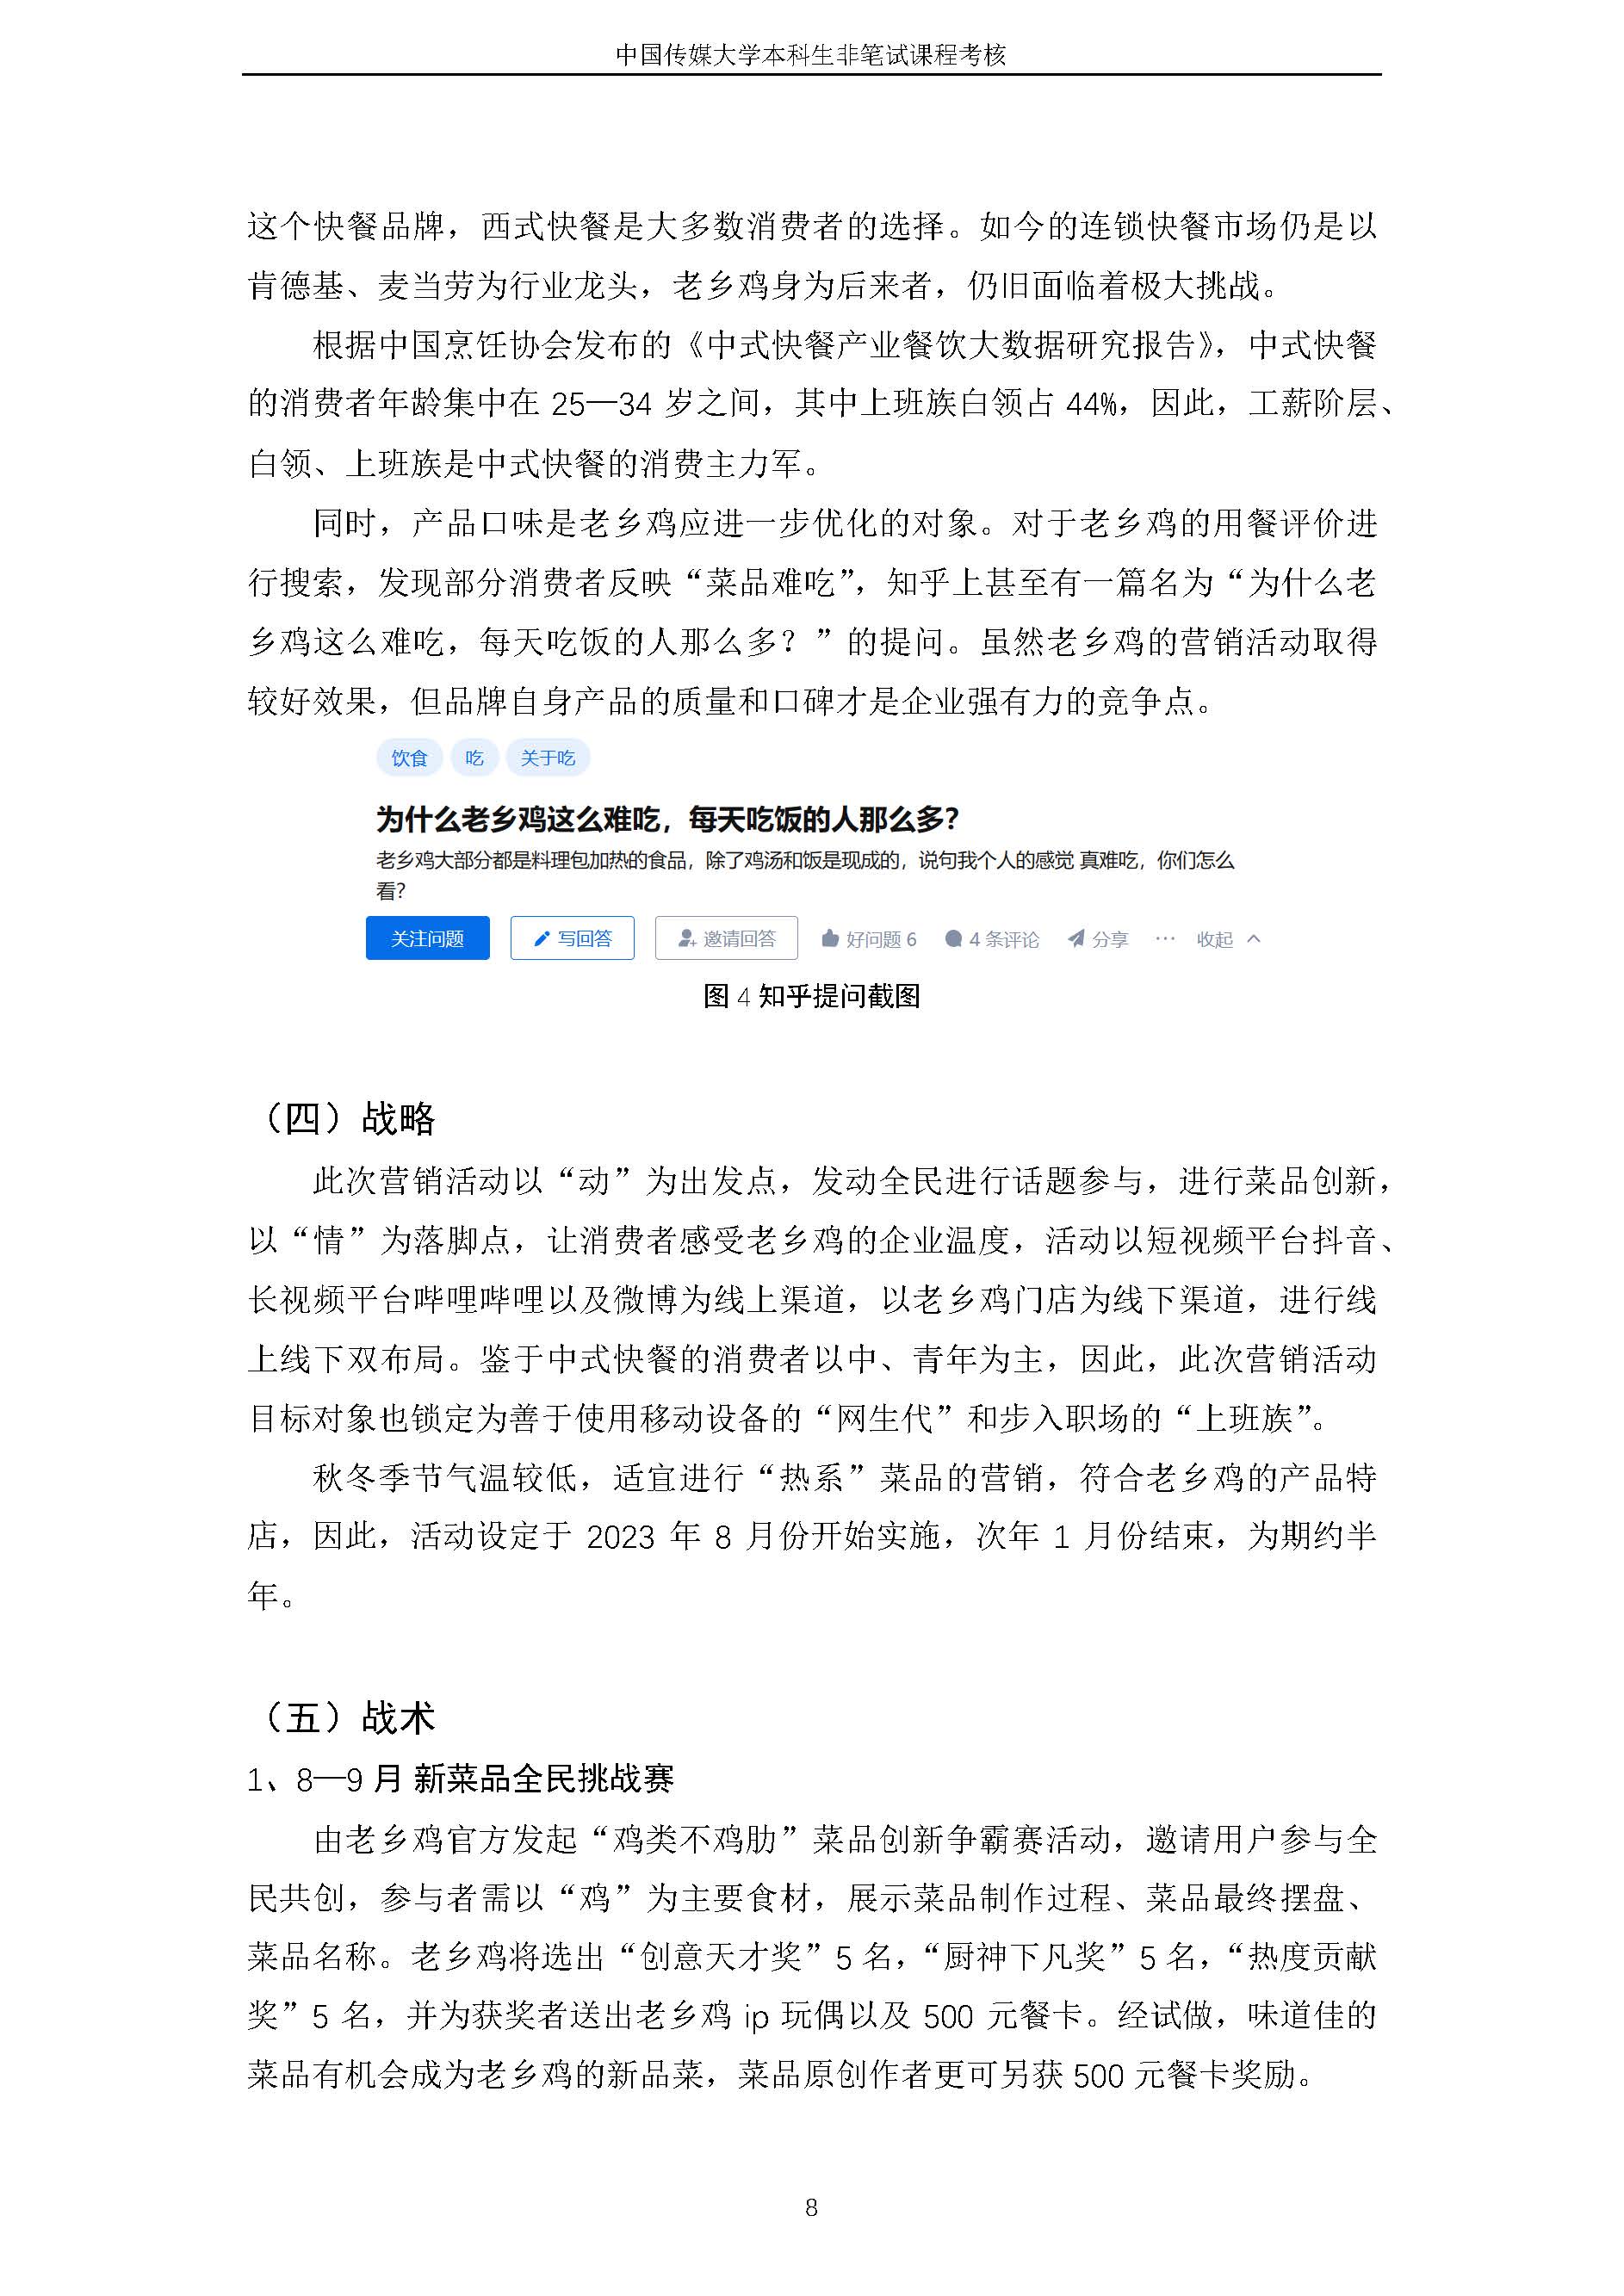 中国传媒大学本科生非笔试课程考核
这个快餐品牌，西式快餐是大多数消费者的选择。如今的连锁快餐市场仍是以
肯德基、麦当劳为行业龙头，老乡鸡身为后来者，仍旧面临着极大挑战。
根据中国烹饪协会发布的《中式快餐产业餐饮大数据研究报告》，中式快餐
的消费者年龄集中在 25—34 岁之间，其中上班族白领占 44%，因此，工薪阶层、
白领、上班族是中式快餐的消费主力军。
同时，产品口味是老乡鸡应进一步优化的对象。对于老乡鸡的用餐评价进
行搜索，发现部分消费者反映“菜品难吃”，知乎上甚至有一篇名为“为什么老
乡鸡这么难吃，每天吃饭的人那么多？”的提问。虽然老乡鸡的营销活动取得
较好效果，但品牌自身产品的质量和口碑才是企业强有力的竞争点。
饮食 吃 关于吃
为什么老乡鸡这么难吃，每天吃饭的人那么多？
老乡鸡大部分都是料理包加热的食品，除了鸡汤和饭是现成的，说句我个人的感觉 真难吃，你们怎么
看？
关注问题 写回答 邀请回答 好问题 6 4 条评论 分享 ··· 收起
图 4 知乎提问截图
（四）战略
此次营销活动以“动”为出发点，发动全民进行话题参与，进行菜品创新，
以“情”为落脚点，让消费者感受老乡鸡的企业温度，活动以短视频平台抖音、
长视频平台哔哩哔哩以及微博为线上渠道，以老乡鸡门店为线下渠道，进行线
上线下双布局。鉴于中式快餐的消费者以中、青年为主，因此，此次营销活动
目标对象也锁定为善于使用移动设备的“网生代”和步入职场的“上班族”。
秋冬季节气温较低，适宜进行“热系”菜品的营销，符合老乡鸡的产品特
店，因此，活动设定于 2023 年 8 月份开始实施，次年 1 月份结束，为期约半
年。
（五）战术
1、8—9 月 新菜品全民挑战赛
由老乡鸡官方发起“鸡类不鸡肋”菜品创新争霸赛活动，邀请用户参与全
民共创，参与者需以“鸡”为主要食材，展示菜品制作过程、菜品最终摆盘、
菜品名称。老乡鸡将选出“创意天才奖”5 名，“厨神下凡奖”5 名，“热度贡献
奖”5 名，并为获奖者送出老乡鸡 ip 玩偶以及 500 元餐卡。经试做，味道佳的
菜品有机会成为老乡鸡的新品菜，菜品原创作者更可另获 500 元餐卡奖励。
8